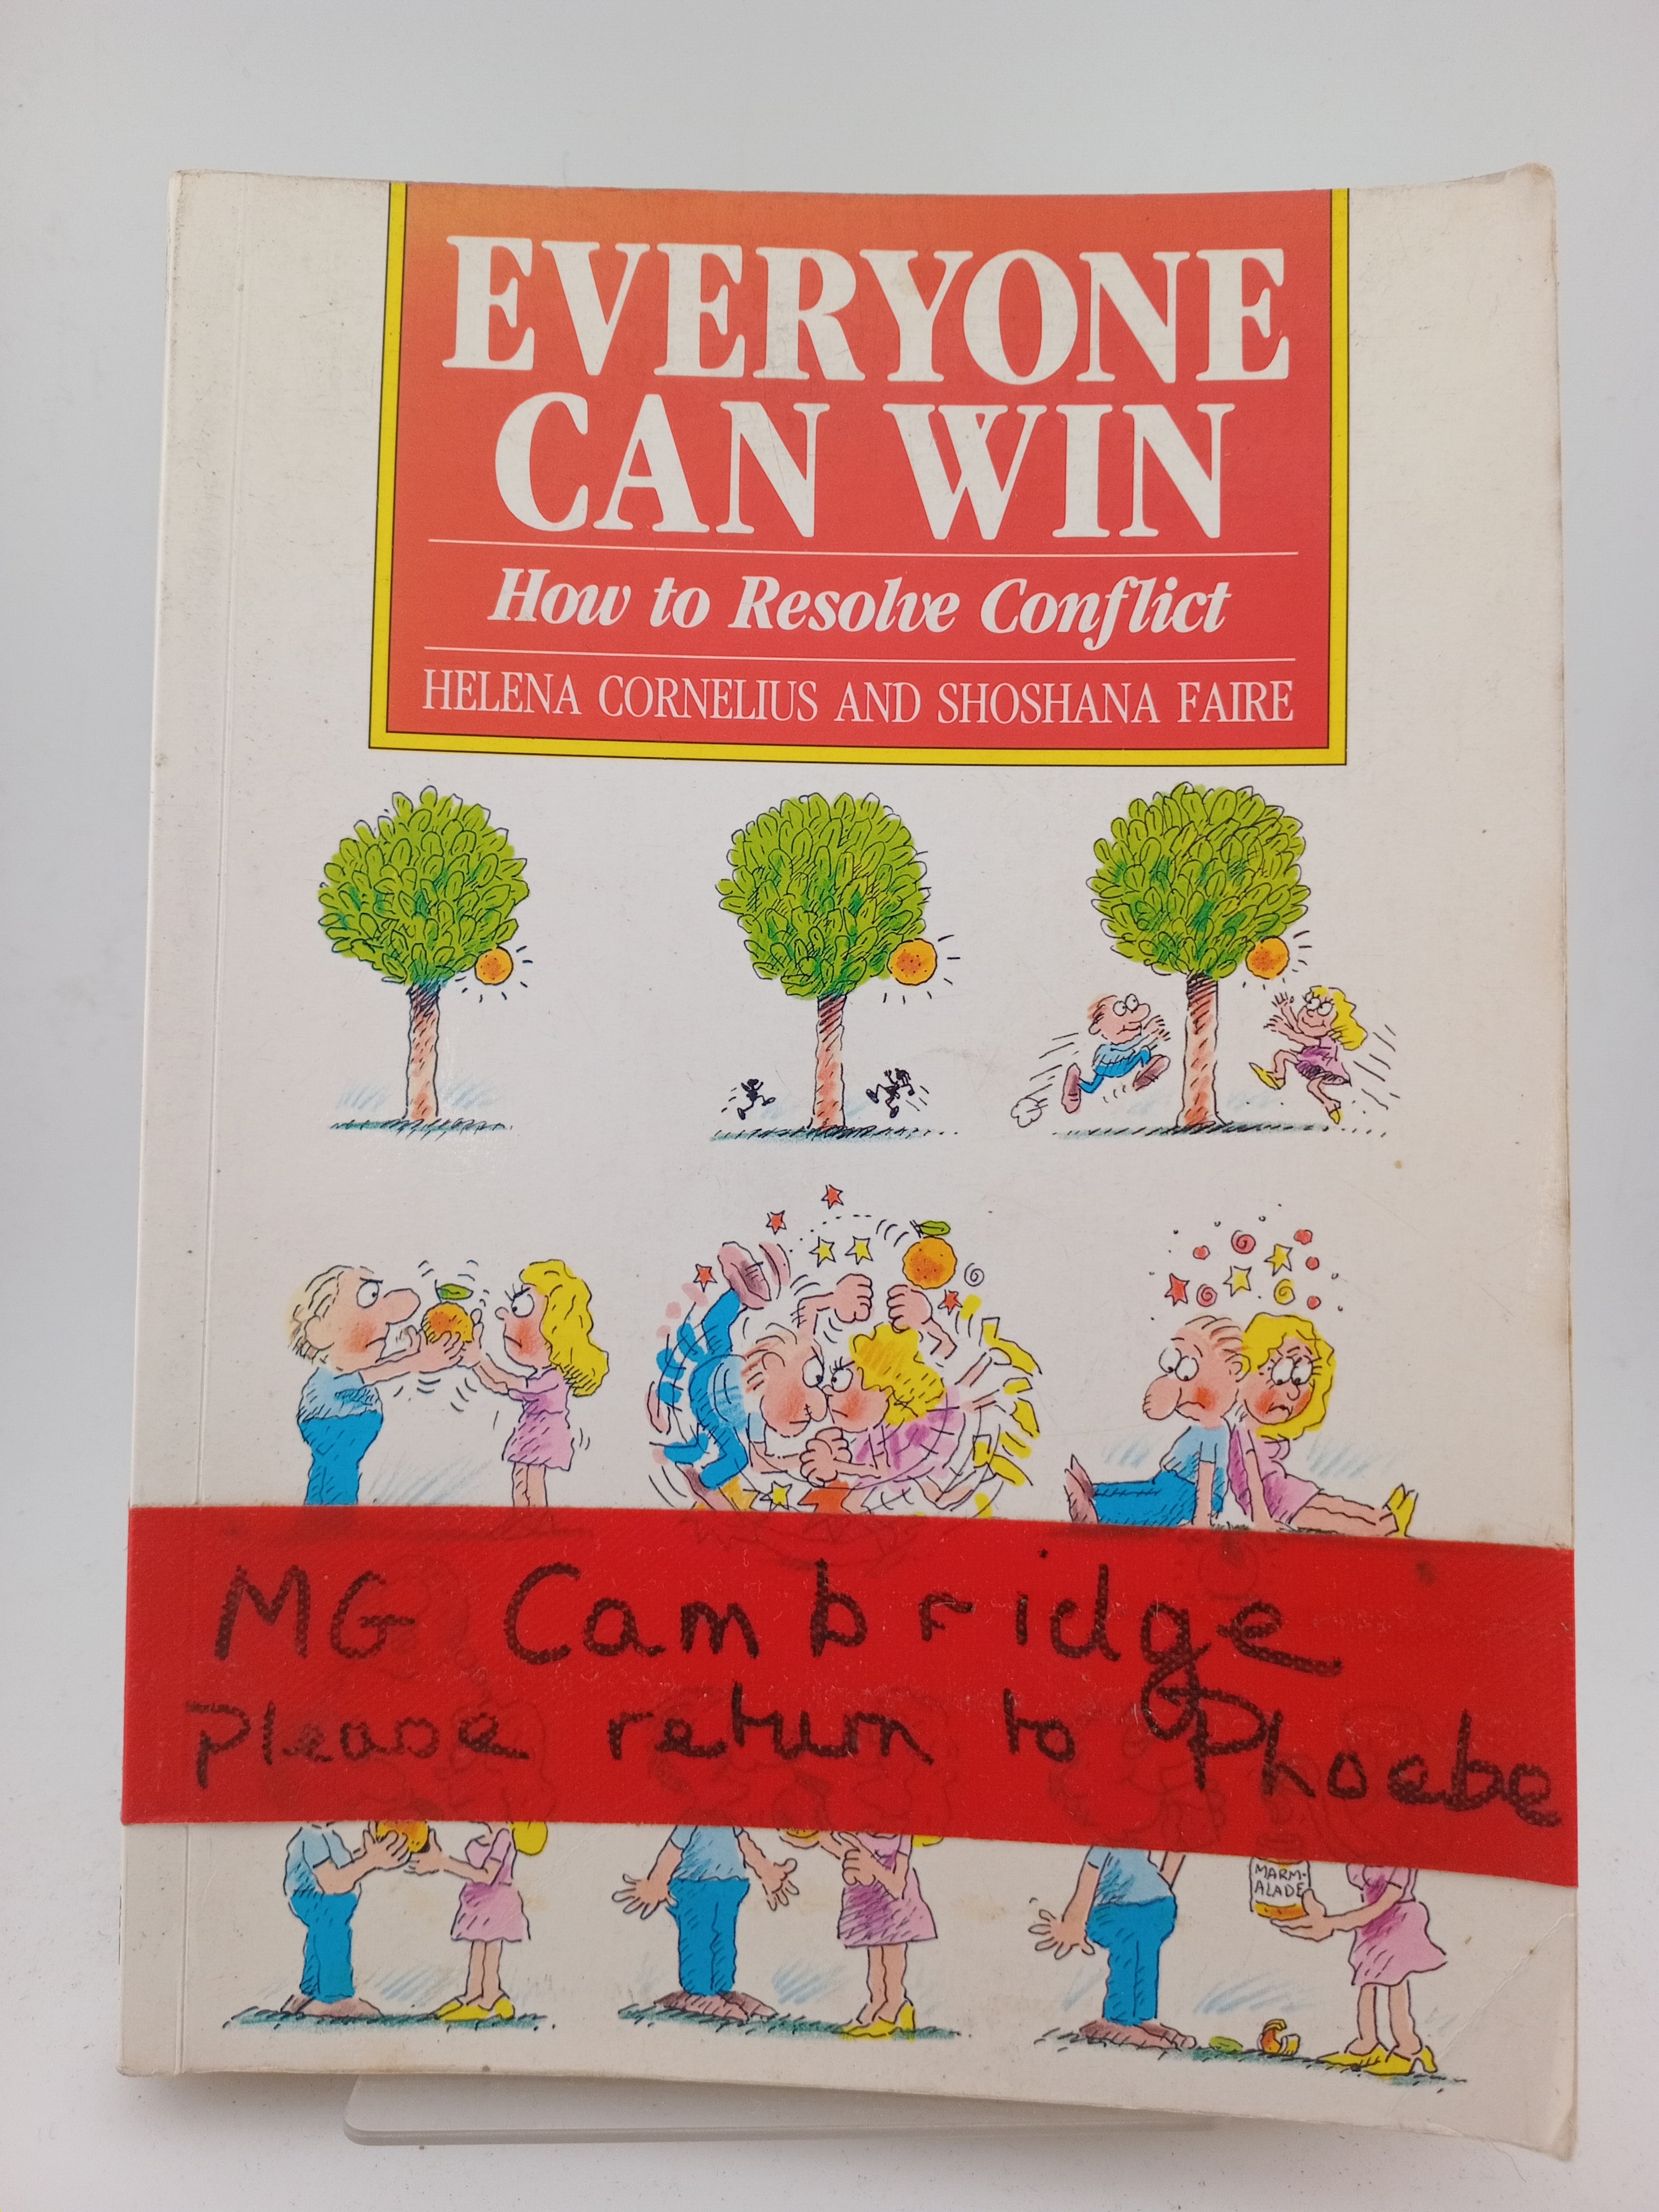 EVERYONE
CAN WIN
How to Resolve Conflict
HELENA CORNELIUS AND SHOSHANA FAIRE
MG Cambridge
Please return to Phoebe
MARM-
ALADE